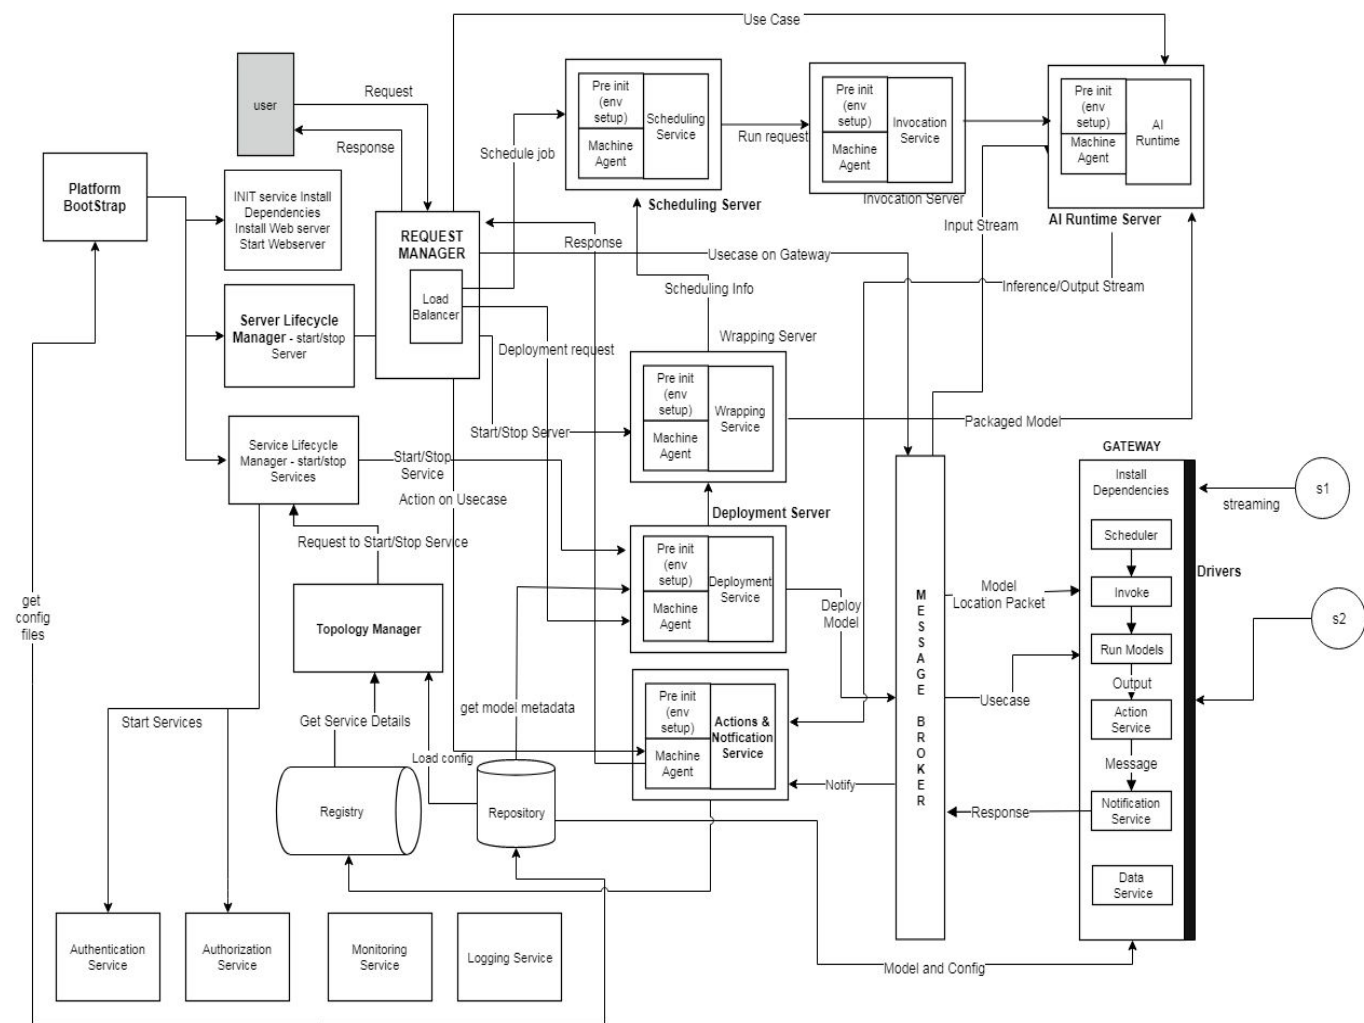 Use Case
user
Request
Response
Platform
BootStrap
INIT service Install
Dependencies
Install Web server
Start Webserver
REQUEST
MANAGER
Load
Balancer
Schedule job
Pre init
(env
setup)
Machine
Agent
Scheduling
Service
Scheduling Server
Run request
Pre init
(env
setup)
Machine
Agent
Invocation
Service
Invocation Server
Pre init
(env
setup)
Machine
Agent
AI
Runtime
AI Runtime Server
Input Stream
Response
Usecase on Gateway
Scheduling Info
Inference/Output Stream
Server Lifecycle
Manager - start/stop
Server
Deployment request
Wrapping Server
Pre init
(env
setup)
Machine
Agent
Wrapping
Service
Packaged Model
Start/Stop Server
Service Lifecycle
Manager - start/stop
Services
Start/Stop
Service
Action on Usecase
Deployment Server
Pre init
(env
setup)
Machine
Agent
Deployment
Service
Request to Start/Stop Service
Topology Manager
get
config
files
Deploy
Model
MESSAGE BROKER
Model
Location Packet
Usecase
GATEWAY
Install
Dependencies
Scheduler
Invoke
Run Models
Output
Action
Service
Message
Notification
Service
Data
Service
Drivers
streaming
s1
s2
Start Services
Get Service Details
get model metadata
Load config
Pre init
(env
setup)
Machine
Agent
Actions &
Notfication
Service
Notify
Response
Registry
Repository
Authentication
Service
Authorization
Service
Monitoring
Service
Logging Service
Model and Config